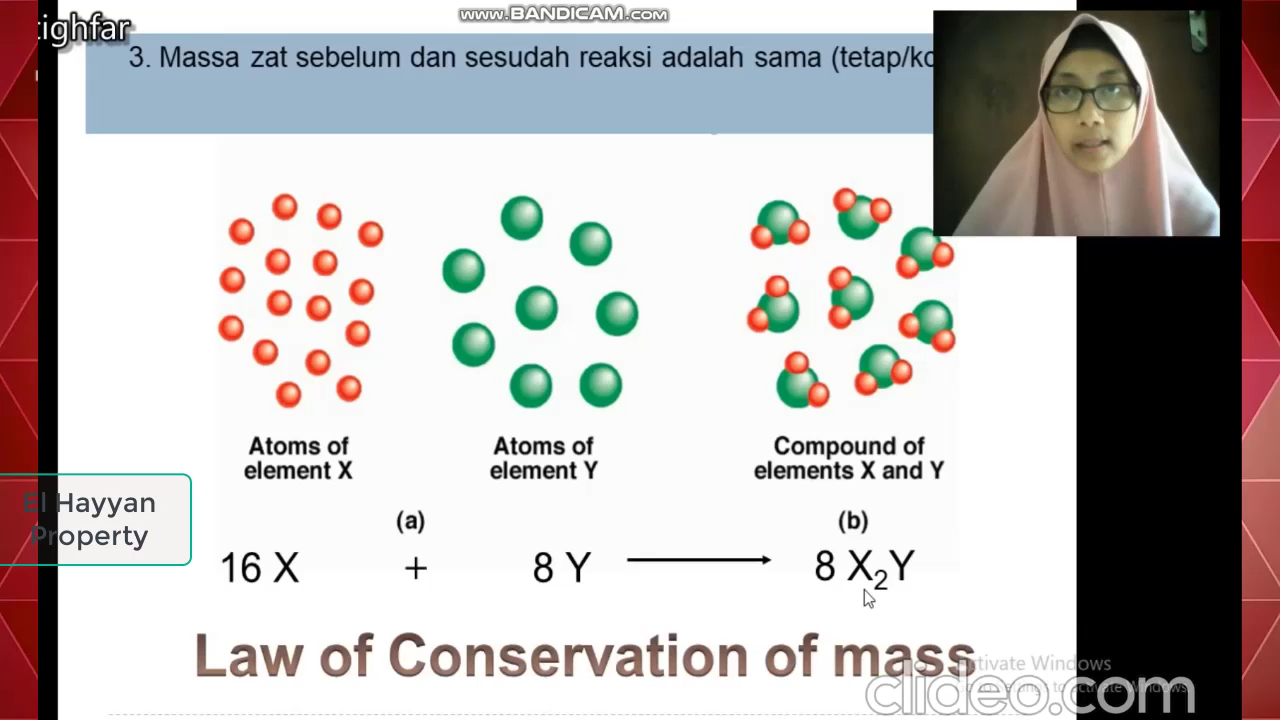 www.BANDICAM.com
tighfar
3. Massa zat sebelum dan sesudah reaksi adalah sama (tetap/ko
Atoms of
element X
Atoms of
element Y
Compound of
elements X and Y
El Hayyan
Property
(a)
(b)
16 X + 8 Y → 8 X₂Y
Law of Conservation of mass
Activate Windows
clideo.com